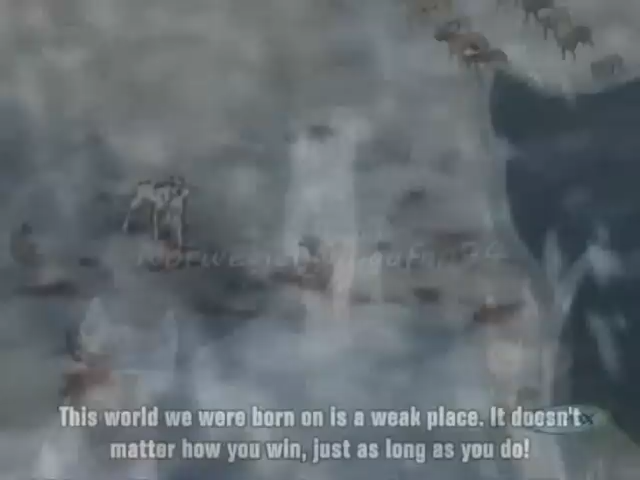 This world we were born on is a weak place. It doesn't
matter how you win, just as long as you do!